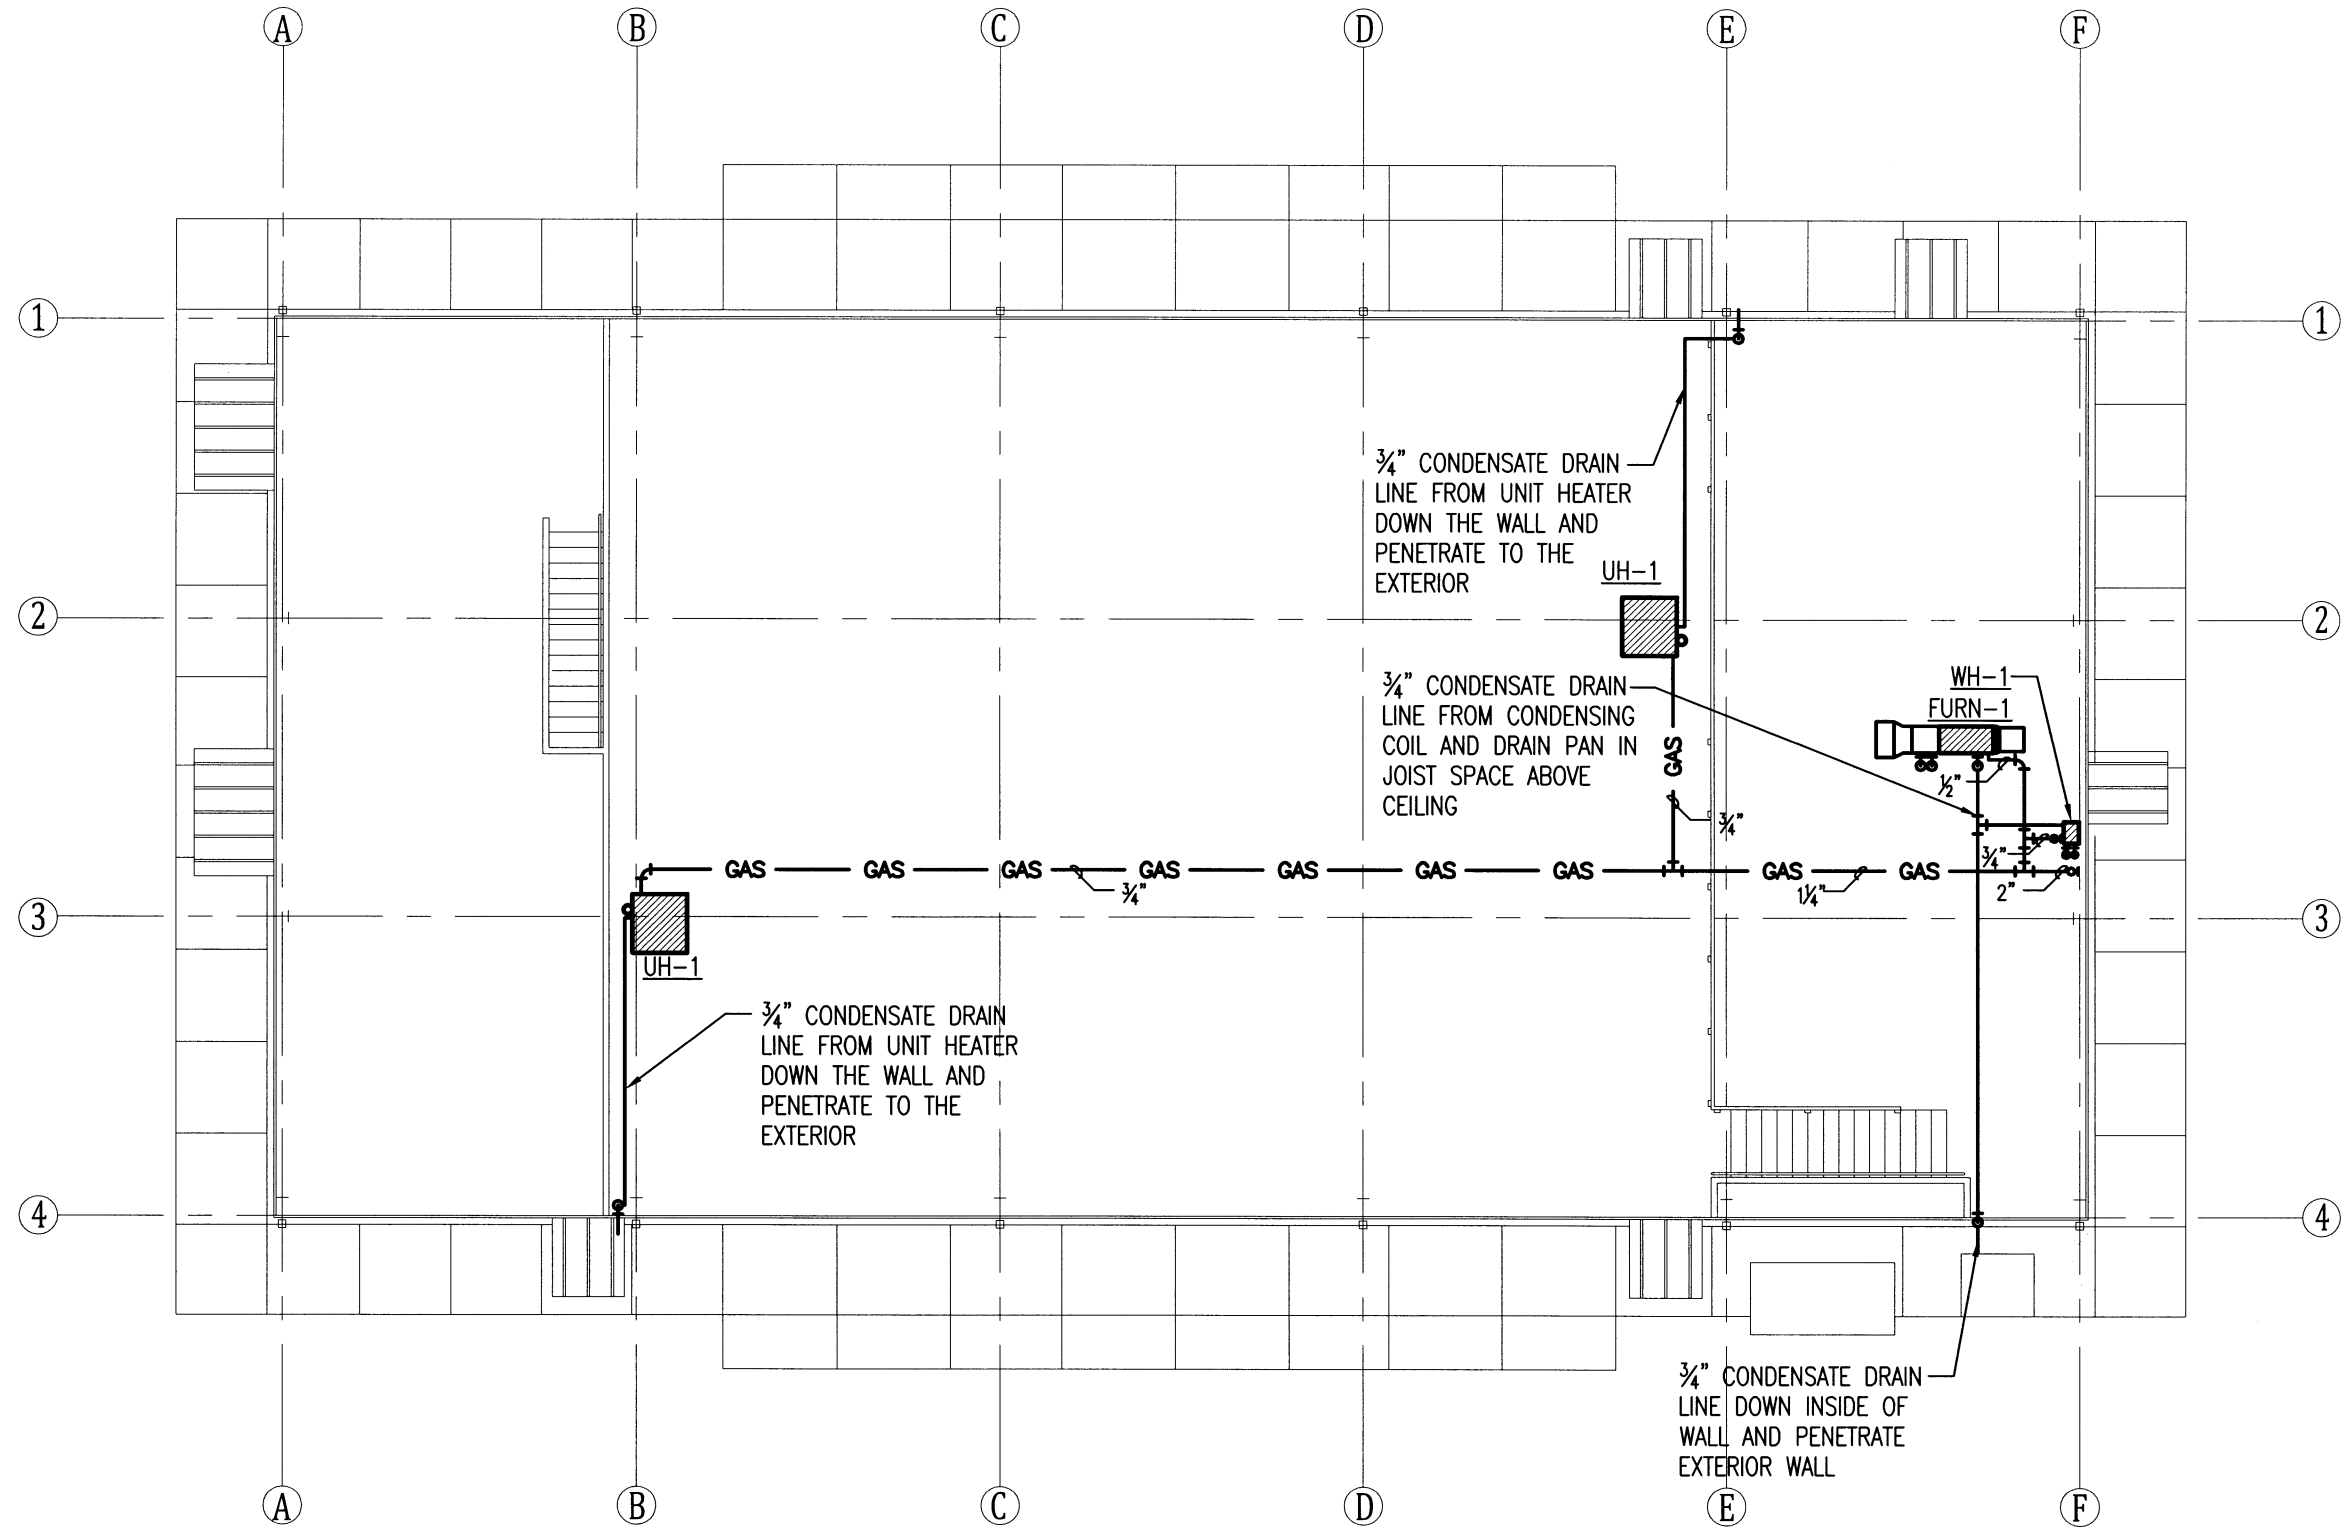 A B C D E F
1 1
¾" CONDENSATE DRAIN
LINE FROM UNIT HEATER
DOWN THE WALL AND
PENETRATE TO THE
EXTERIOR
UH-1
2 2
WH-1
FURN-1
¾" CONDENSATE DRAIN
LINE FROM CONDENSING
COIL AND DRAIN PAN IN
JOIST SPACE ABOVE
CEILING
GAS
½"
¾"
¾"
GAS GAS GAS GAS GAS GAS GAS GAS GAS
¾"
1¼"
2"
3 3
UH-1
¾" CONDENSATE DRAIN
LINE FROM UNIT HEATER
DOWN THE WALL AND
PENETRATE TO THE
EXTERIOR
4 4
¾" CONDENSATE DRAIN
LINE DOWN INSIDE OF
WALL AND PENETRATE
EXTERIOR WALL
A B C D E F